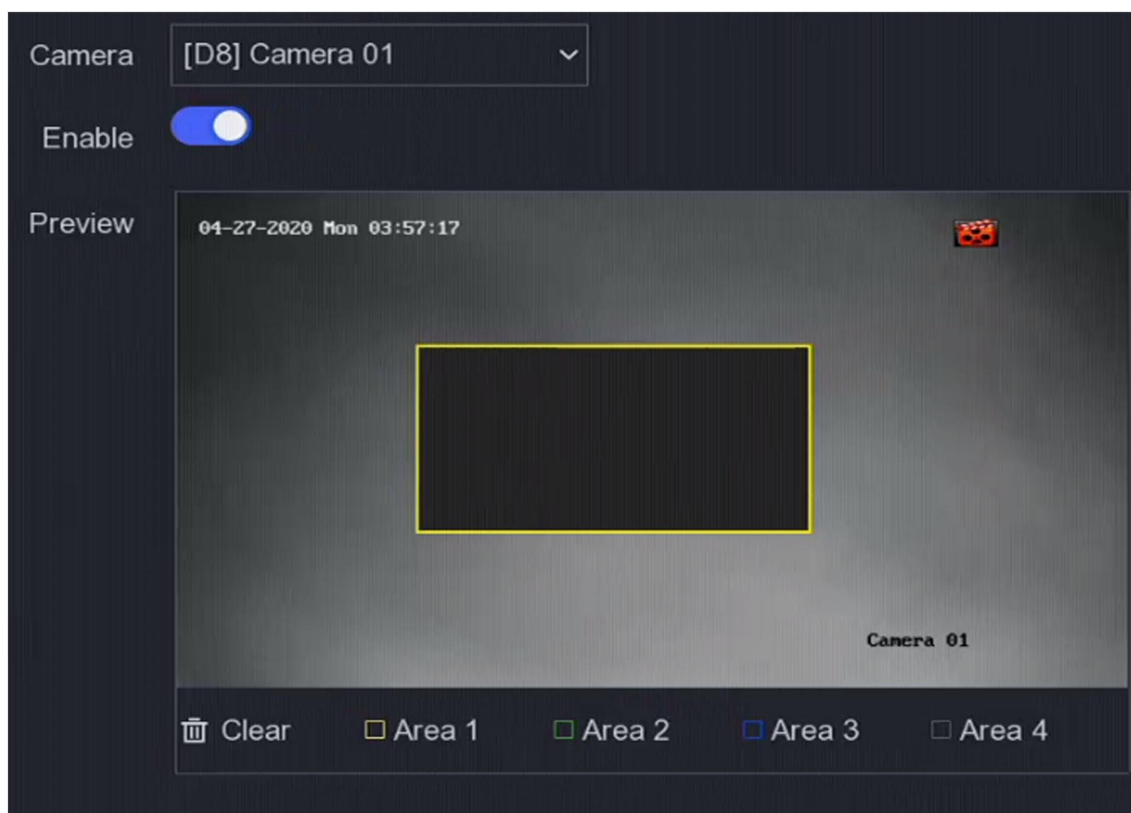 Camera [D8] Camera 01
Enable
Preview
04-27-2020 Mon 03:57:17
Camera 01
Clear Area 1 Area 2 Area 3 Area 4